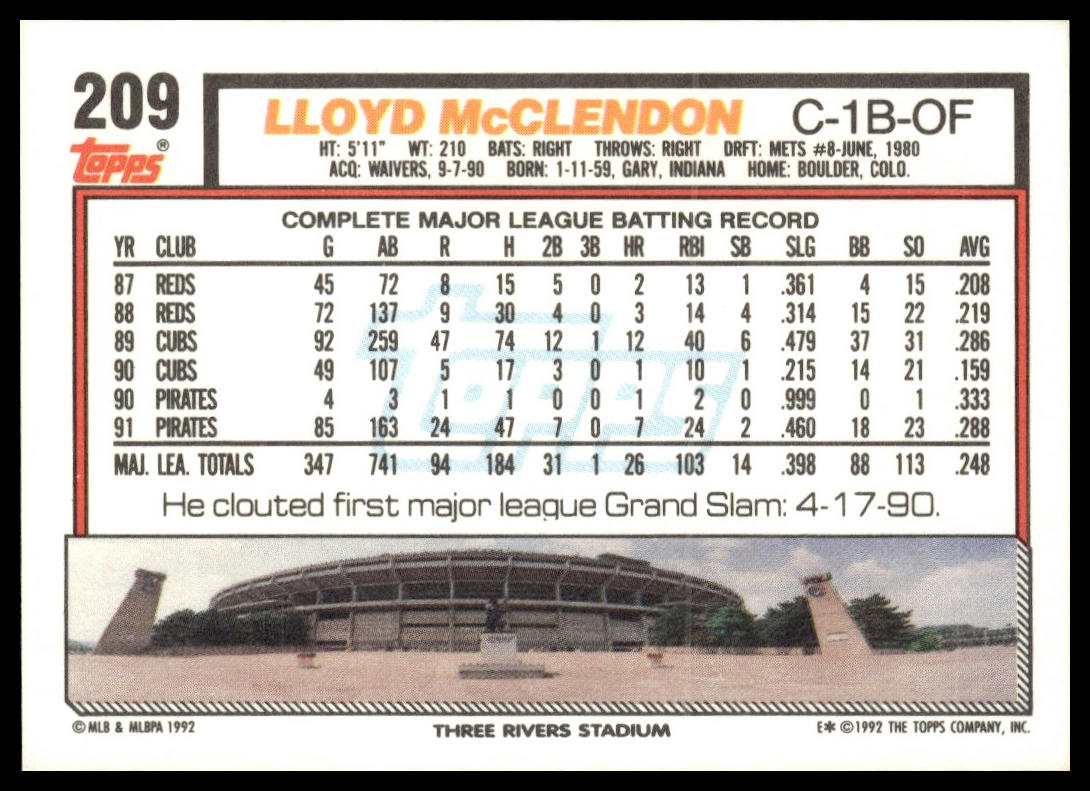 209
LLOYD McCLENDON C-1B-OF
topps®
HT: 5'11" WT: 210 BATS: RIGHT THROWS: RIGHT DRFT: METS #8-JUNE, 1980
ACQ: WAIVERS, 9-7-90 BORN: 1-11-59, GARY, INDIANA HOME: BOULDER, COLO.
COMPLETE MAJOR LEAGUE BATTING RECORD
YR CLUB G AB R H 2B 3B HR RBI SB SLG BB SO AVG
87 REDS 45 72 8 15 5 0 2 13 1 .361 4 15 .208
88 REDS 72 137 9 30 4 0 3 14 4 .314 15 22 .219
89 CUBS 92 259 47 74 12 1 12 40 6 .479 37 31 .286
90 CUBS 49 107 5 17 3 0 1 10 1 .215 14 21 .159
90 PIRATES 4 3 1 1 0 0 1 2 0 .999 0 1 .333
91 PIRATES 85 163 24 47 7 0 7 24 2 .460 18 23 .288
MAJ. LEA. TOTALS 347 741 94 184 31 1 26 103 14 .398 88 113 .248
topps
He clouted first major league Grand Slam: 4-17-90.
© MLB & MLBPA 1992 THREE RIVERS STADIUM E* © 1992 THE TOPPS COMPANY, INC.